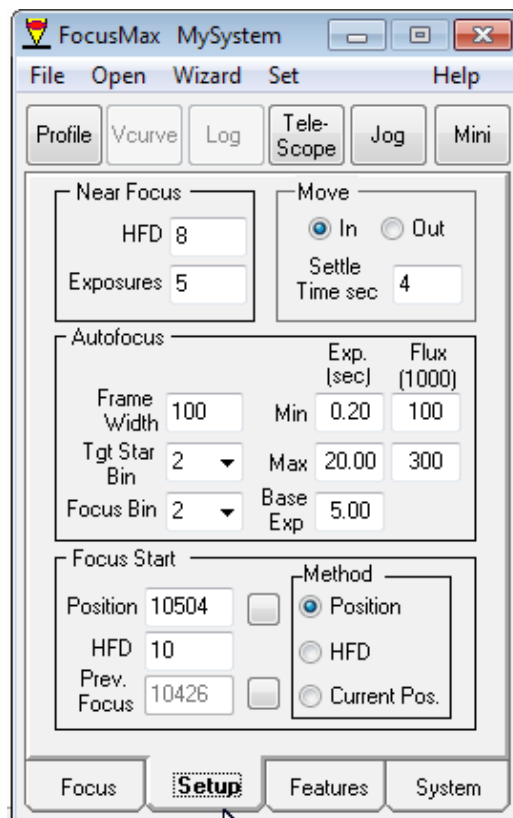 FocusMax MySystem
File Open Wizard Set Help
Profile Vcurve Log Tele-
Scope Jog Mini
Near Focus
HFD 8
Exposures 5
Move
In Out
Settle
Time sec 4
Autofocus
Exp.
(sec) Flux
(1000)
Frame
Width 100 Min 0.20 100
Tgt Star
Bin 2 Max 20.00 300
Focus Bin 2 Base
Exp 5.00
Focus Start
Position 10504
HFD 10
Prev.
Focus 10426
Method
Position
HFD
Current Pos.
Focus Setup Features System